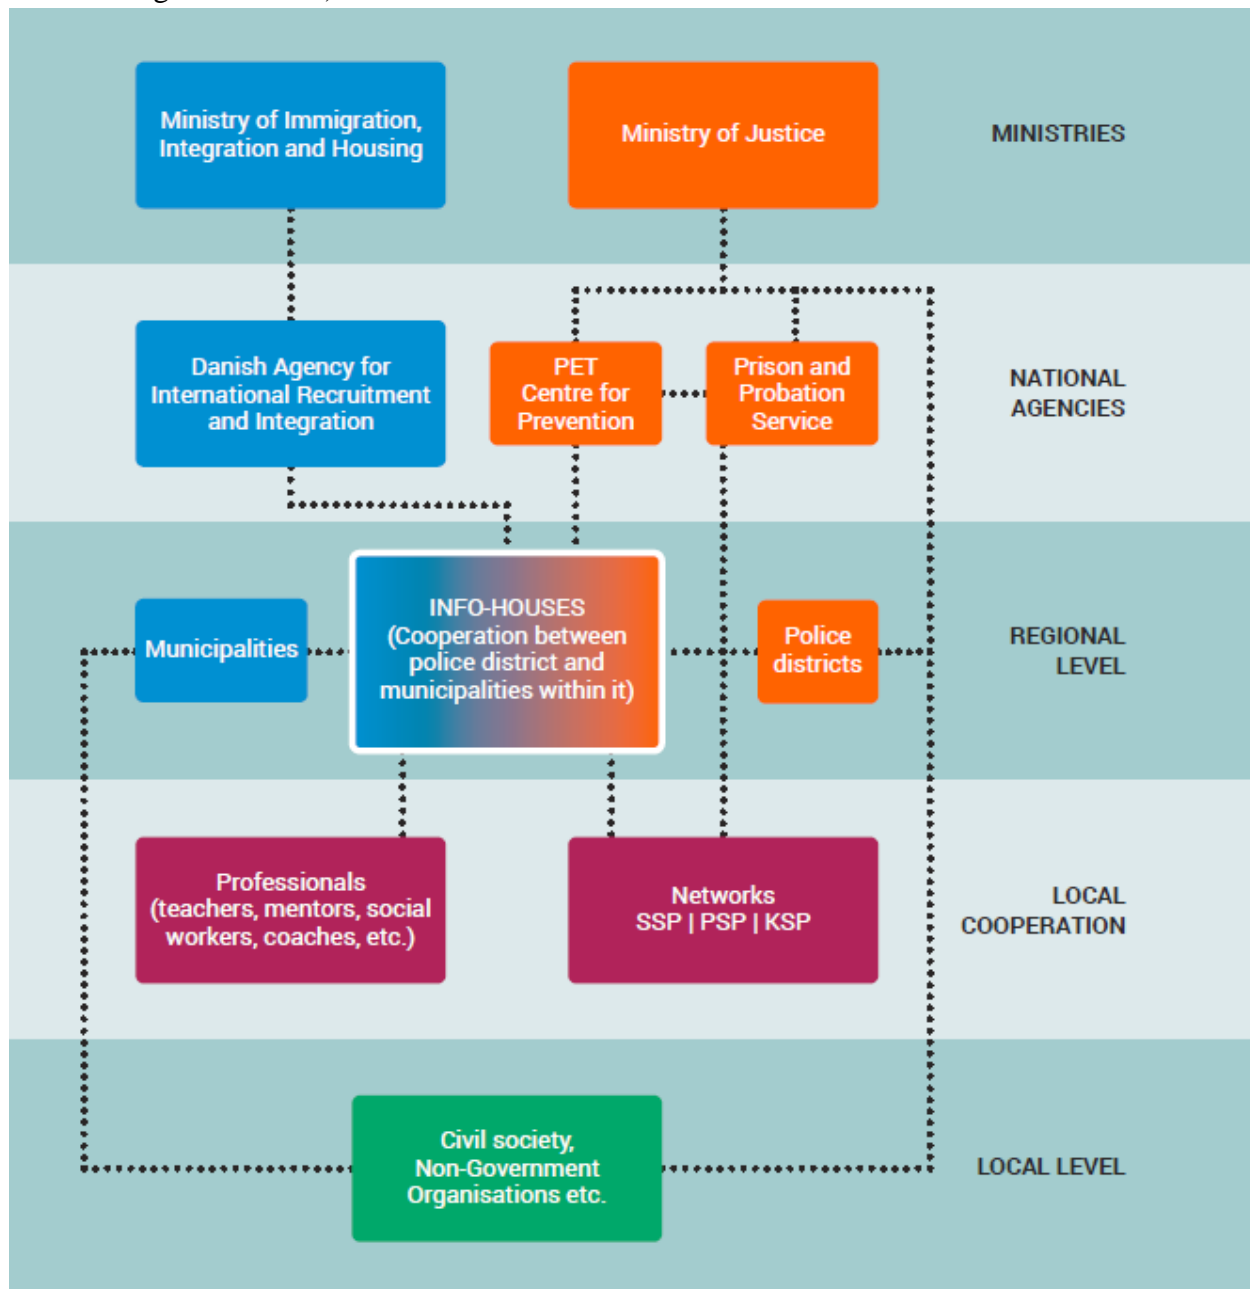 Ministry of Immigration,
Integration and Housing
Ministry of Justice
MINISTRIES
Danish Agency for
International Recruitment
and Integration
PET
Centre for
Prevention
Prison and
Probation
Service
NATIONAL
AGENCIES
Municipalities
INFO-HOUSES
(Cooperation between
police district and
municipalities within it)
Police
districts
REGIONAL
LEVEL
Professionals
(teachers, mentors, social
workers, coaches, etc.)
Networks
SSP | PSP | KSP
LOCAL
COOPERATION
Civil society,
Non-Government
Organisations etc.
LOCAL LEVEL